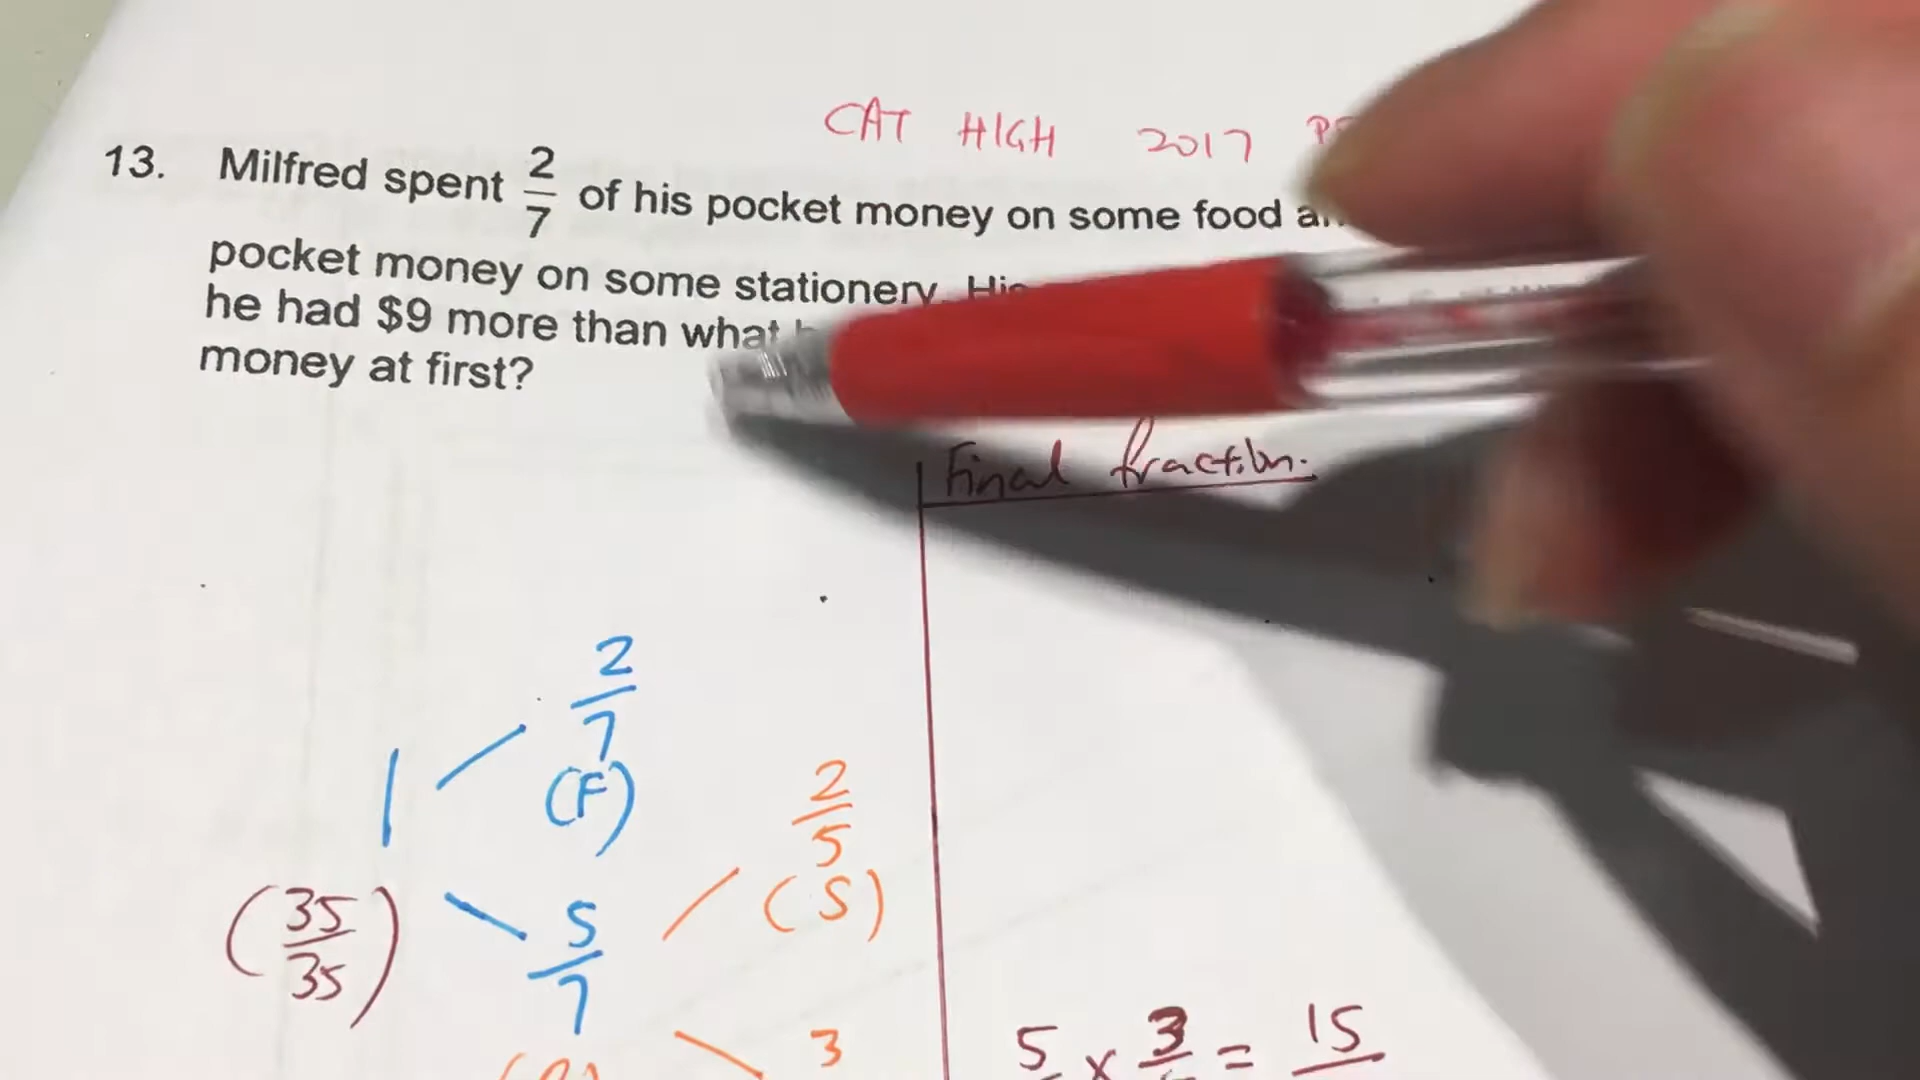 CAT HIGH 2017
13. Milfred spent 2/7 of his pocket money on some food
pocket money on some stationery. His
he had $9 more than what
money at first?
Final fraction.
2/7
(F)
1
2/5
(S)
(35/35)
5/7
3
5 x 3 = 15